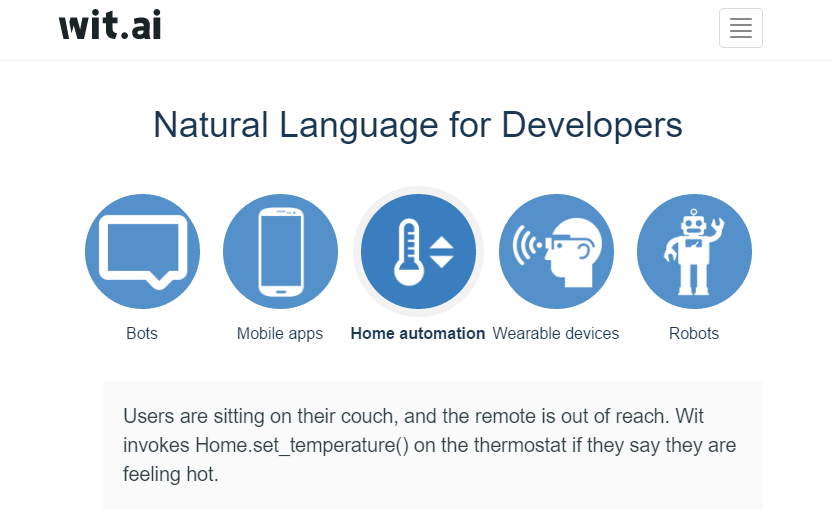 wit.ai
Natural Language for Developers
Bots
Mobile apps
Home automation
Wearable devices
Robots
Users are sitting on their couch, and the remote is out of reach. Wit
invokes Home.set_temperature() on the thermostat if they say they are
feeling hot.